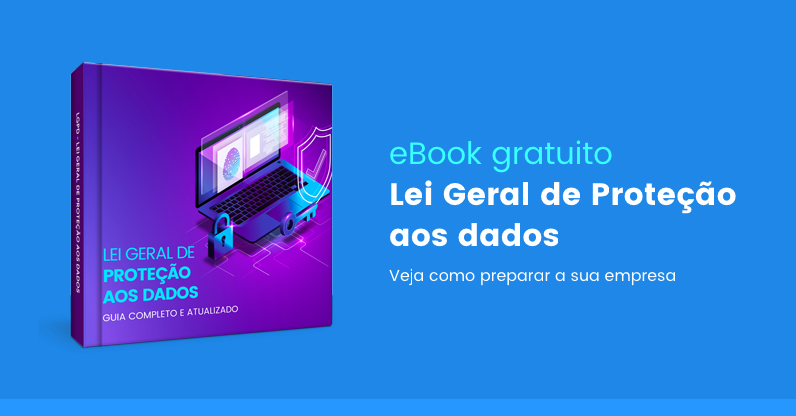 LGPD - LEI GERAL DE PROTEÇÃO AOS DADOS
LEI GERAL DE
PROTEÇÃO
AOS DADOS
GUIA COMPLETO E ATUALIZADO
eBook gratuito
Lei Geral de Proteção
aos dados
Veja como preparar a sua empresa